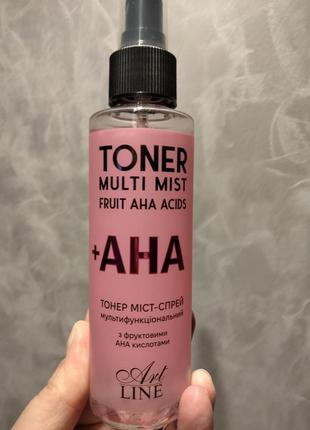 TONER
MULTI MIST
FRUIT AHA ACIDS
+AHA
ТОНЕР МІСТ-СПРЕЙ
мультифункціональний
з фруктовими
АНА кислотами
Art
LINE